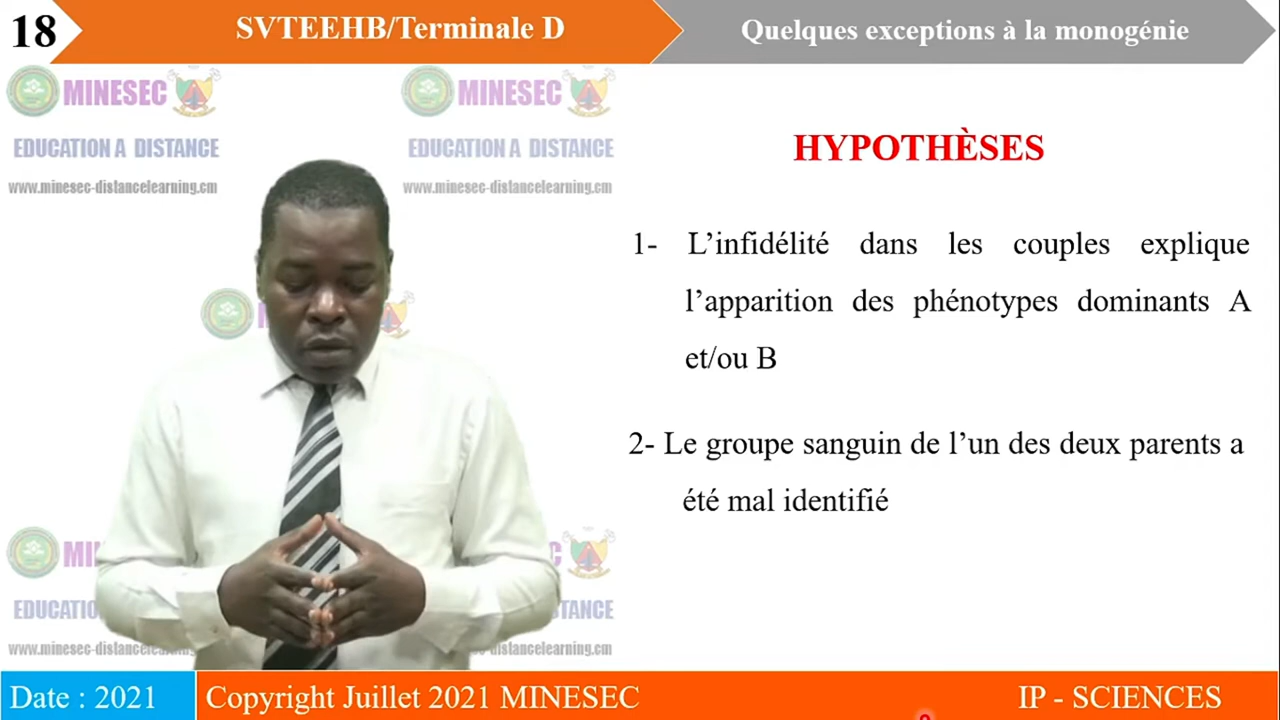 18
SVTEEHB/Terminale D
Quelques exceptions à la monogénie
MINESEC
MINESEC
EDUCATION A DISTANCE
EDUCATION A DISTANCE
www.minesec-distancelearning.cm
www.minesec-distancelearning.cm
HYPOTHÈSES
1- L’infidélité dans les couples explique
l’apparition des phénotypes dominants A
et/ou B
2- Le groupe sanguin de l’un des deux parents a
été mal identifié
Date : 2021
Copyright Juillet 2021 MINESEC
IP - SCIENCES